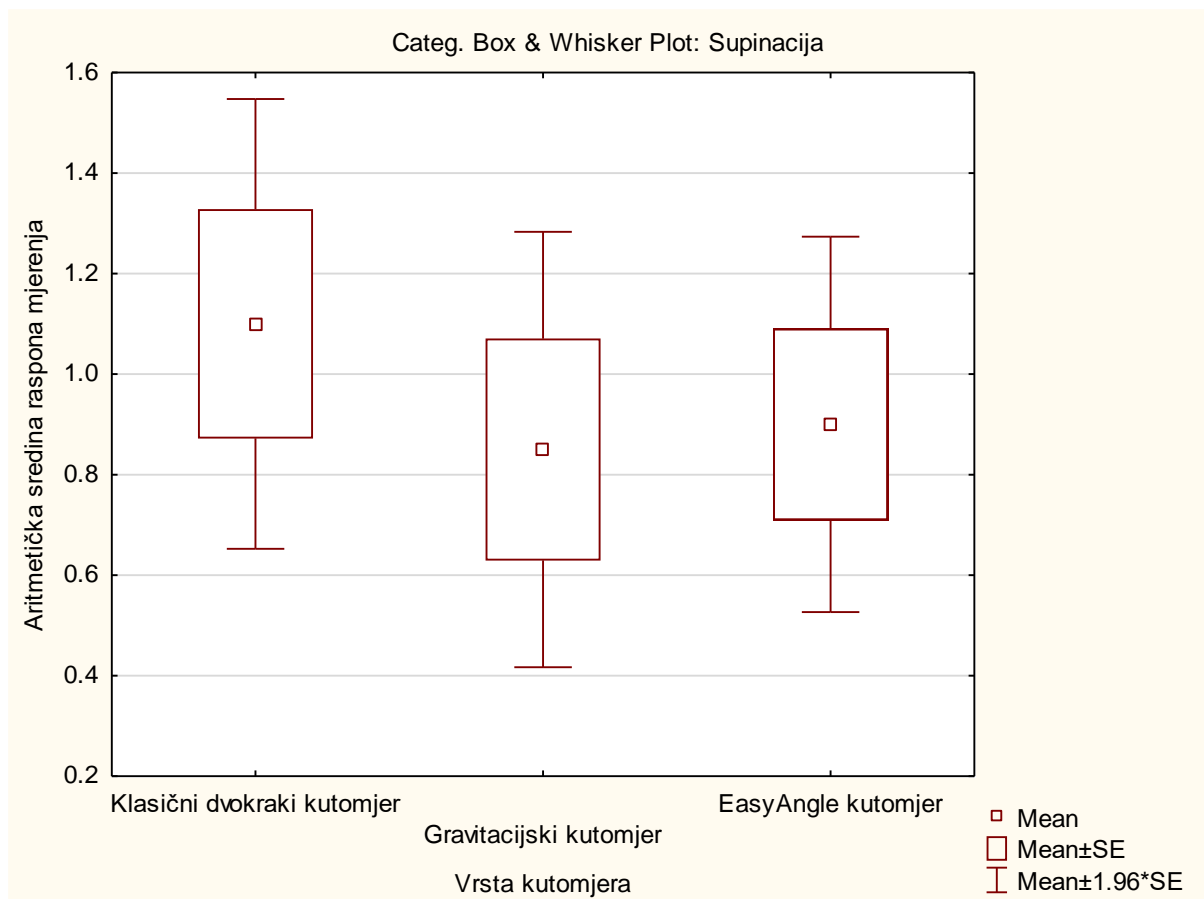 Categ. Box & Whisker Plot: Supinacija
Aritmetička sredina raspona mjerenja
1.6
1.4
1.2
1.0
0.8
0.6
0.4
0.2
Klasični dvokraki kutomjer
Gravitacijski kutomjer
EasyAngle kutomjer
Vrsta kutomjera
Mean
Mean±SE
Mean±1.96*SE